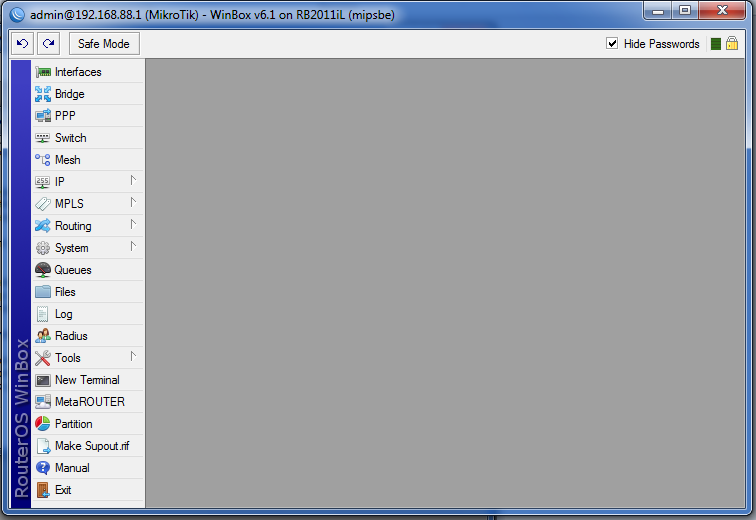 admin@192.168.88.1 (MikroTik) - WinBox v6.1 on RB2011iL (mipsbe)
Safe Mode
Hide Passwords
Interfaces
Bridge
PPP
Switch
Mesh
255
IP
MPLS
Routing
System
Queues
Files
Log
Radius
Tools
New Terminal
MetaROUTER
Partition
Make Supout.rif
Manual
Exit
RouterOS WinBox